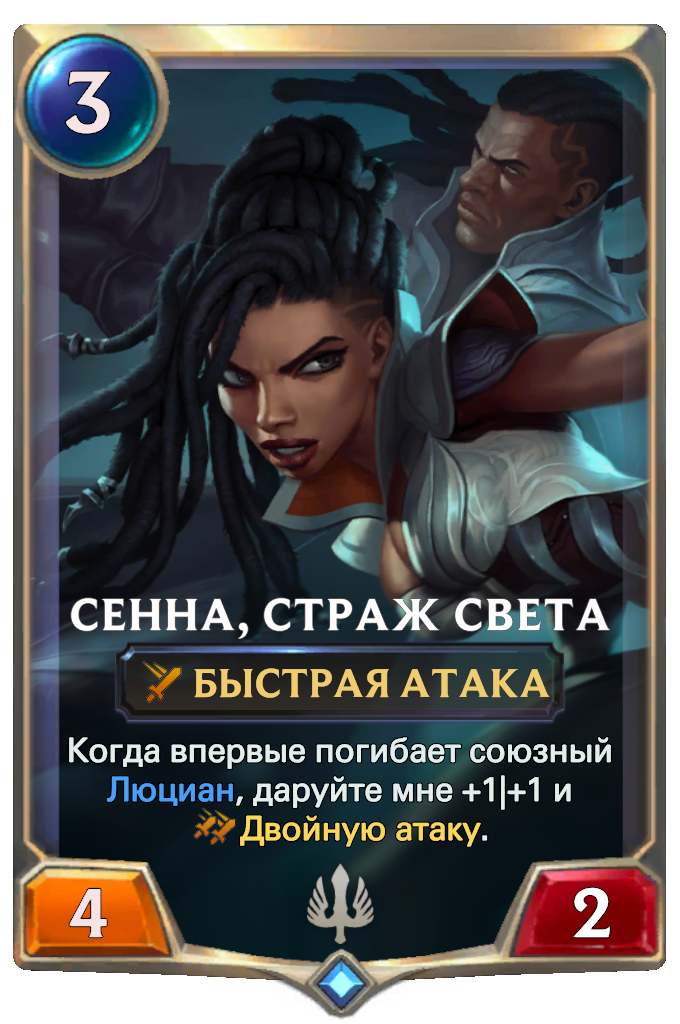 3
СЕННА, СТРАЖ СВЕТА
БЫСТРАЯ АТАКА
Когда впервые погибает союзный
Люциан, даруйте мне +1|+1 и
Двойную атаку.
4
2